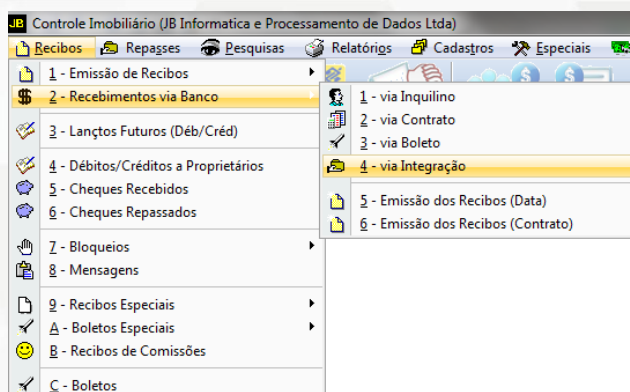 JB Controle Imobiliário (JB Informatica e Processamento de Dados Ltda)
Recibos Repasses Pesquisas Relatórios Cadastros Especiais
1 - Emissão de Recibos
2 - Recebimentos via Banco
3 - Lançtos Futuros (Déb/Créd)
4 - Débitos/Créditos a Proprietários
5 - Cheques Recebidos
6 - Cheques Repassados
7 - Bloqueios
8 - Mensagens
9 - Recibos Especiais
A - Boletos Especiais
B - Recibos de Comissões
C - Boletos
1 - via Inquilino
2 - via Contrato
3 - via Boleto
4 - via Integração
5 - Emissão dos Recibos (Data)
6 - Emissão dos Recibos (Contrato)